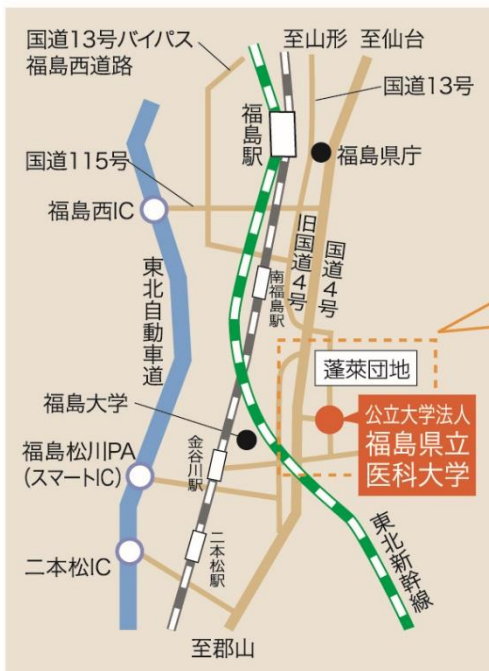 国道13号バイパス
福島西道路
至山形
至仙台
国道13号
福島駅
福島県庁
国道115号
福島西IC
旧国道4号
国道4号
南福島駅
東北自動車道
蓬萊団地
福島大学
公立大学法人
福島県立
医科大学
金谷川駅
福島松川PA
(スマートIC)
二本松駅
二本松IC
東北新幹線
至郡山